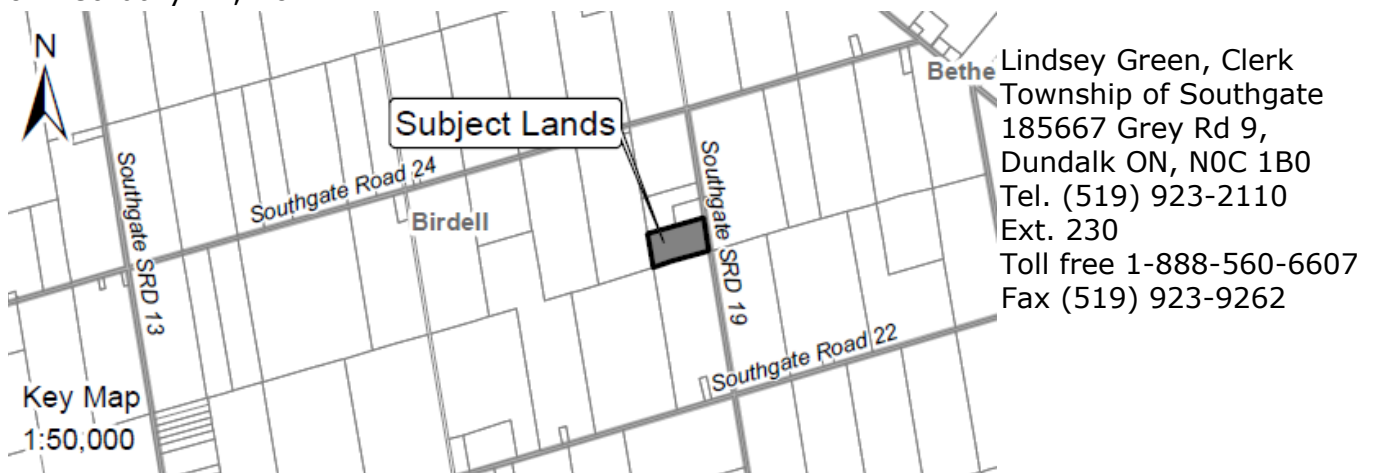 N
Subject Lands
Bethe
Southgate SRD 13
Southgate Road 24
Birdell
Southgate SRD 19
Southgate Road 22
Key Map
1:50,000
Lindsey Green, Clerk
Township of Southgate
185667 Grey Rd 9,
Dundalk ON, N0C 1B0
Tel. (519) 923-2110
Ext. 230
Toll free 1-888-560-6607
Fax (519) 923-9262